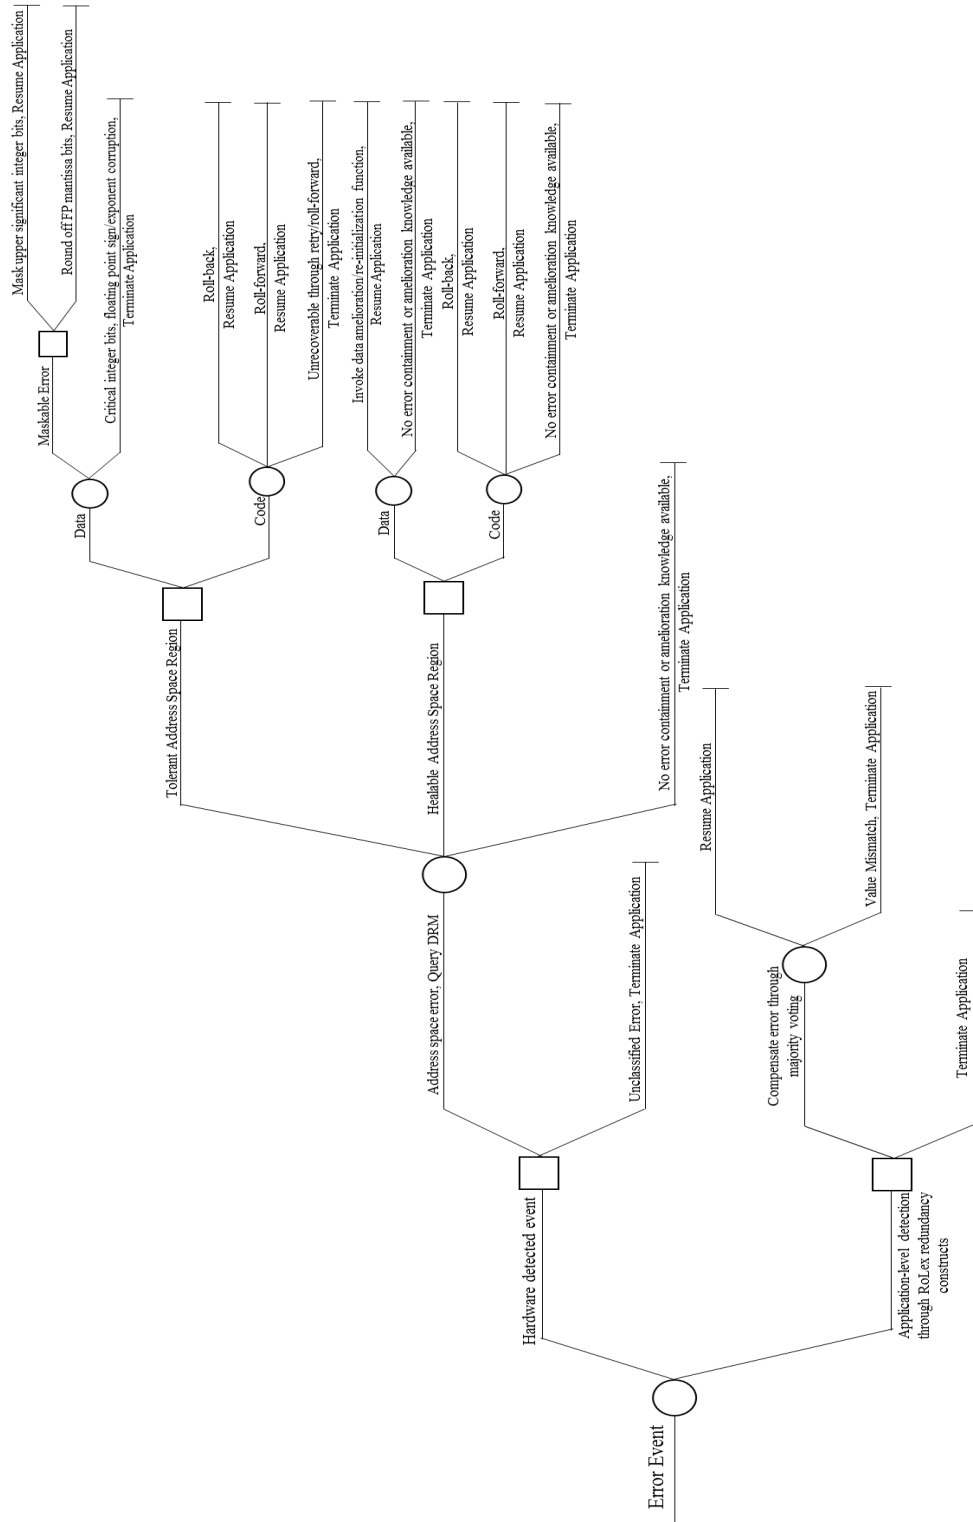 Mask upper significant integer bits, Resume Application
Round off FP mantissa bits, Resume Application
Maskable Error
Critical integer bits, floating point sign/exponent corruption,
Terminate Application
Data
Roll-back,
Resume Application
Roll-forward,
Resume Application
Unrecoverable through retry/roll-forward,
Terminate Application
Code
Tolerant Address Space Region
Invoke data amelioration/re-initialization function,
Resume Application
No error containment or amelioration knowledge available,
Terminate Application
Data
Roll-back,
Resume Application
Roll-forward,
Resume Application
No error containment or amelioration knowledge available,
Terminate Application
Code
Healable Address Space Region
No error containment or amelioration knowledge available,
Terminate Application
Address space error, Query DRM
Unclassified Error, Terminate Application
Hardware detected event
Resume Application
Value Mismatch, Terminate Application
Compensate error through
majority voting
Terminate Application
Application-level detection
through RoLex redundancy
constructs
Error Event